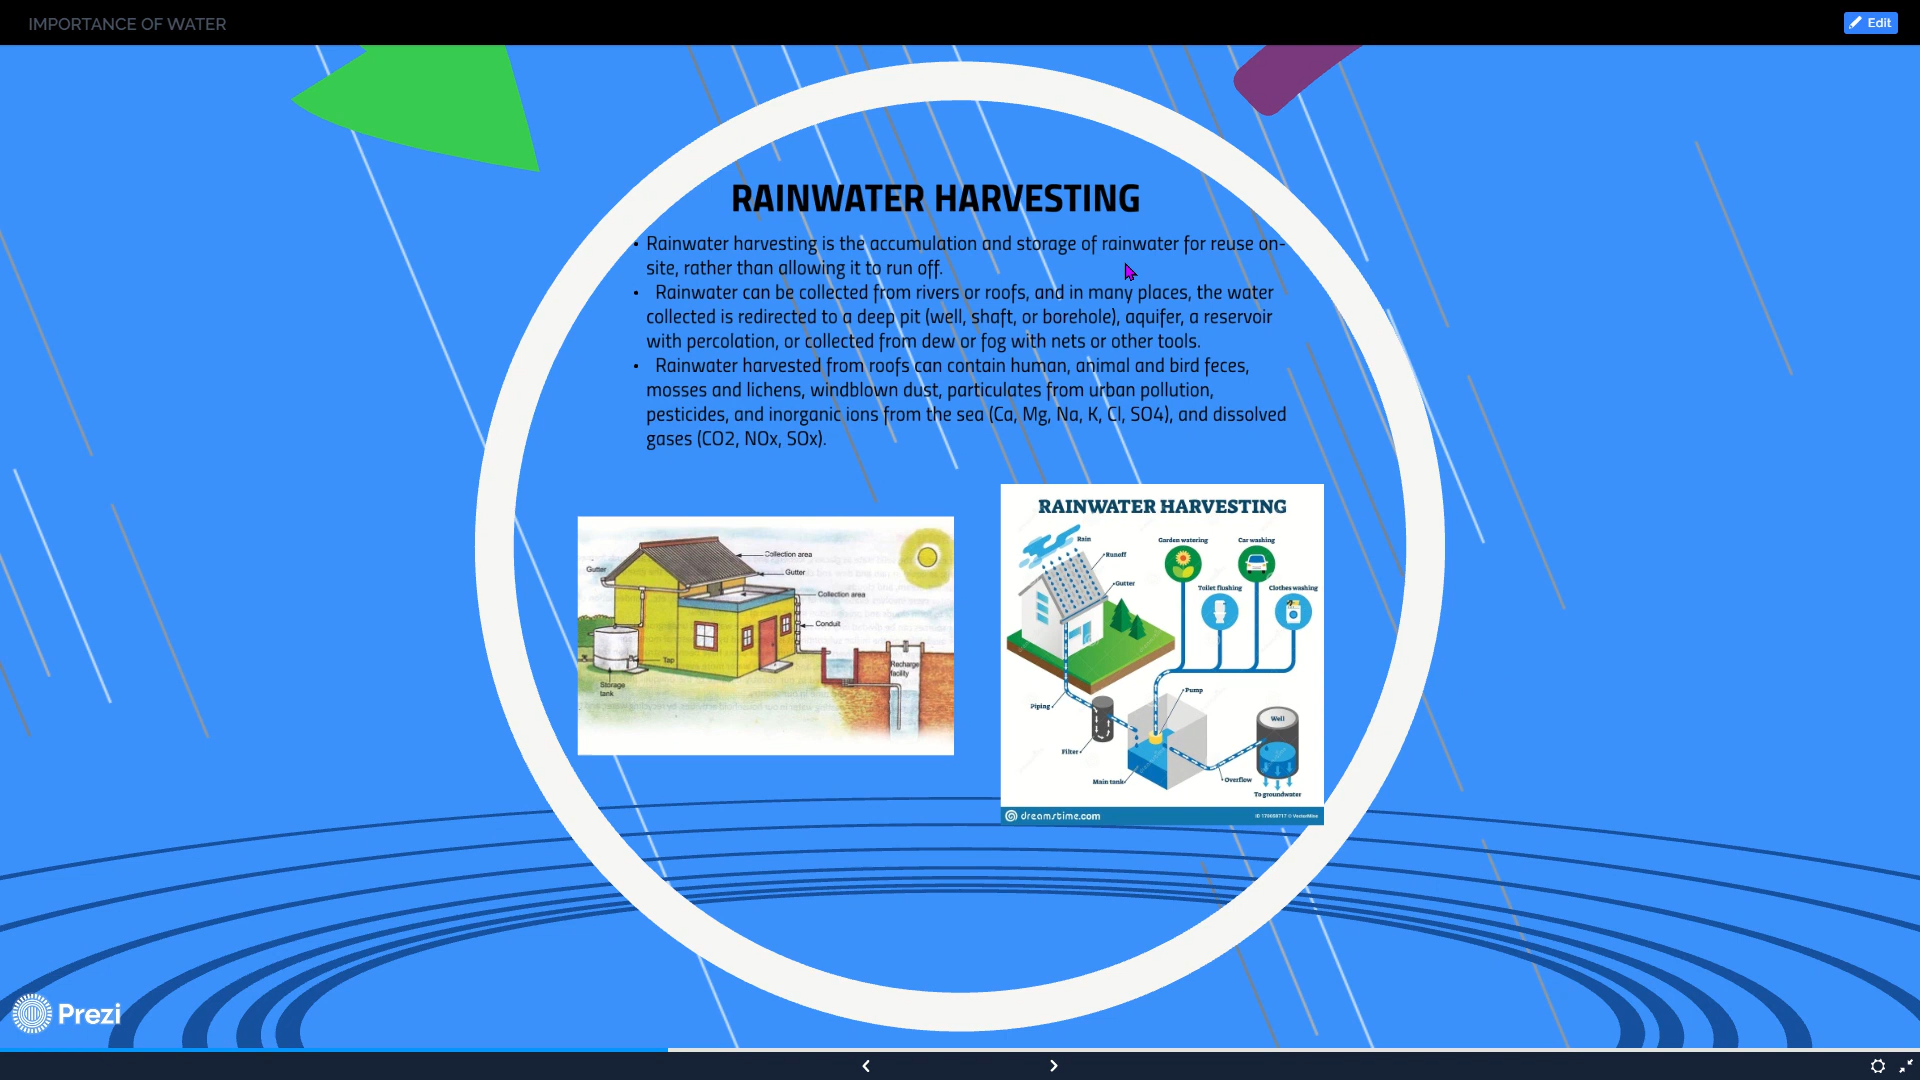 IMPORTANCE OF WATER
Edit
RAINWATER HARVESTING
• Rainwater harvesting is the accumulation and storage of rainwater for reuse on-
site, rather than allowing it to run off.
• Rainwater can be collected from rivers or roofs, and in many places, the water
collected is redirected to a deep pit (well, shaft, or borehole), aquifer, a reservoir
with percolation, or collected from dew or fog with nets or other tools.
• Rainwater harvested from roofs can contain human, animal and bird feces,
mosses and lichens, windblown dust, particulates from urban pollution,
pesticides, and inorganic ions from the sea (Ca, Mg, Na, K, Cl, SO4), and dissolved
gases (CO2, NOx, SOx).
Collection area
Gutter
Gutter
Collection area
Conduit
Tap
Recharge
facility
Storage
tank
RAINWATER HARVESTING
Rain
Runoff
Gutter
Garden watering
Car washing
Toilet flushing
Clothes washing
Pump
Piping
Well
Filter
Main tank
Overflow
To groundwater
dreamstime.com
Prezi